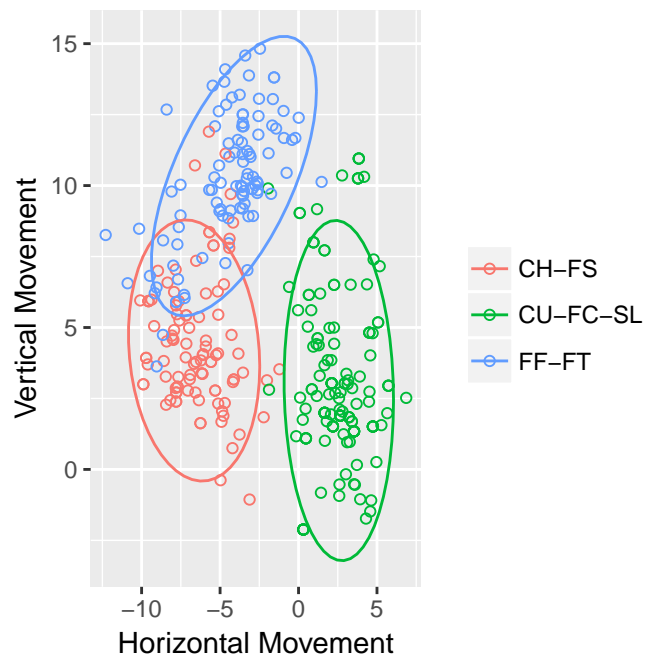 15
10
5
0
Vertical Movement
−10 −5 0 5
Horizontal Movement
CH−FS
CU−FC−SL
FF−FT